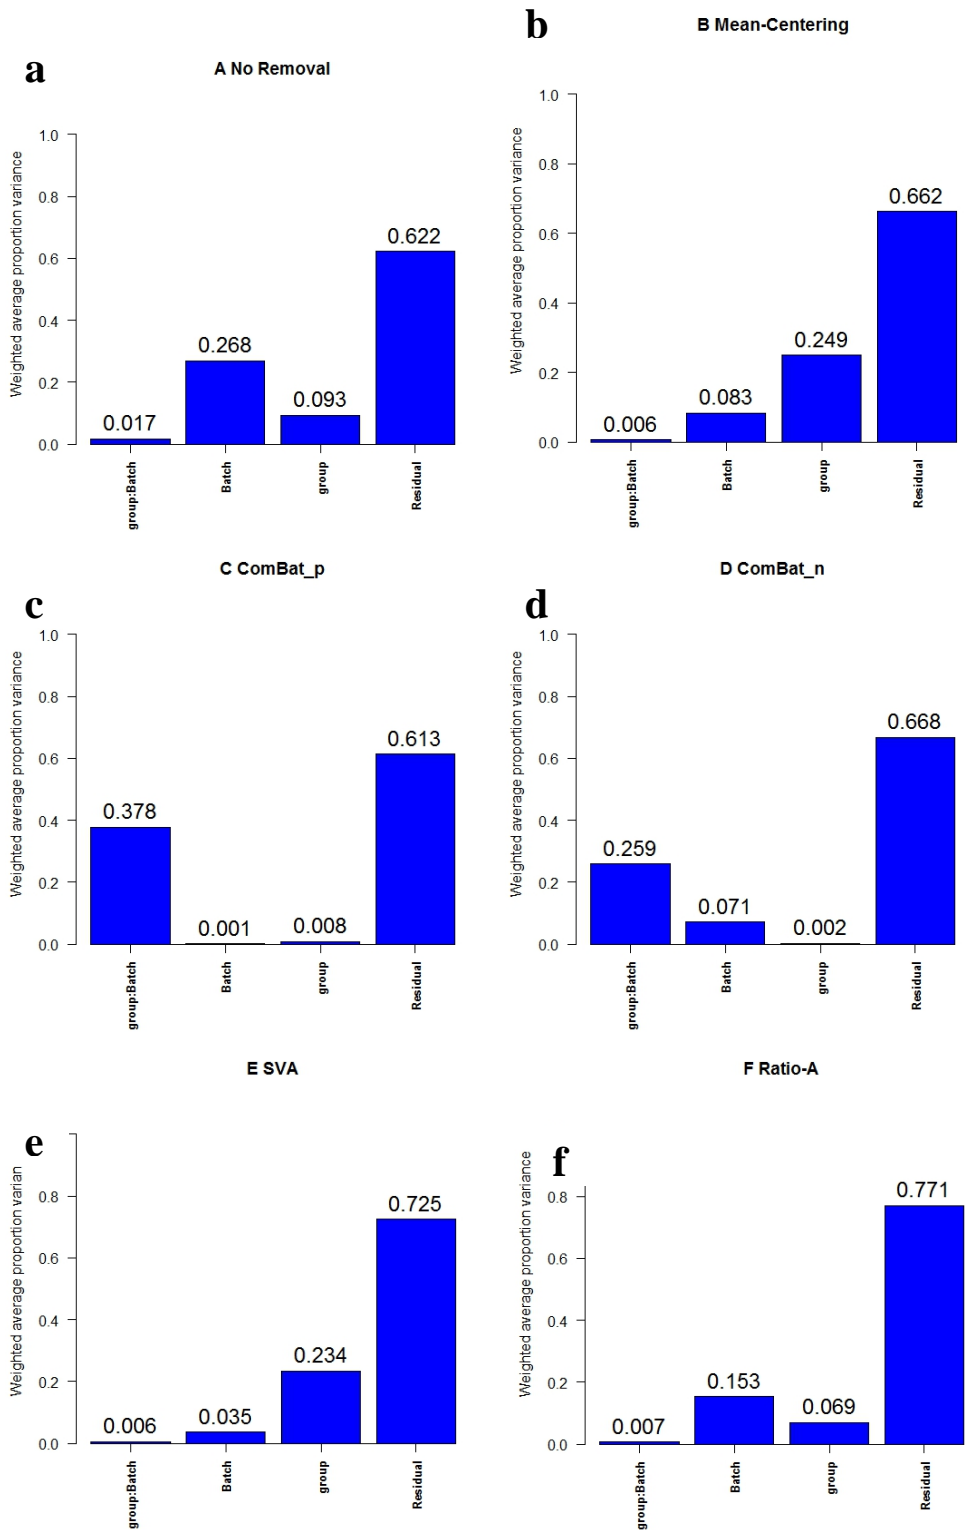 a
A No Removal
Weighted average proportion variance
1.0
0.8
0.6
0.4
0.2
0.0
0.017
0.268
0.093
0.622
group:Batch
Batch
group
Residual
b
B Mean-Centering
Weighted average proportion variance
1.0
0.8
0.6
0.4
0.2
0.0
0.006
0.083
0.249
0.662
group:Batch
Batch
group
Residual
c
C ComBat_p
Weighted average proportion variance
1.0
0.8
0.6
0.4
0.2
0.0
0.378
0.001
0.008
0.613
group:Batch
Batch
group
Residual
d
D ComBat_n
Weighted average proportion variance
1.0
0.8
0.6
0.4
0.2
0.0
0.259
0.071
0.002
0.668
group:Batch
Batch
group
Residual
e
E SVA
Weighted average proportion varian
0.8
0.6
0.4
0.2
0.0
0.006
0.035
0.234
0.725
group:Batch
Batch
group
Residual
f
F Ratio-A
Weighted average proportion variance
0.8
0.6
0.4
0.2
0.0
0.007
0.153
0.069
0.771
group:Batch
Batch
group
Residual